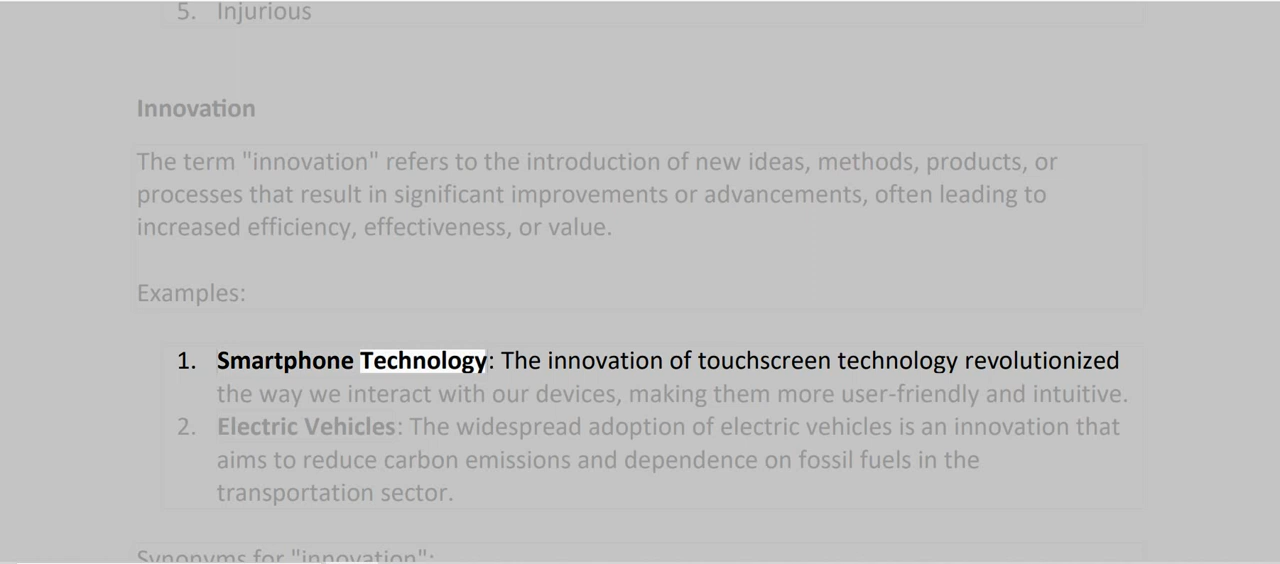 5. Injurious
Innovation
The term "innovation" refers to the introduction of new ideas, methods, products, or
processes that result in significant improvements or advancements, often leading to
increased efficiency, effectiveness, or value.
Examples:
1. Smartphone Technology: The innovation of touchscreen technology revolutionized
the way we interact with our devices, making them more user-friendly and intuitive.
2. Electric Vehicles: The widespread adoption of electric vehicles is an innovation that
aims to reduce carbon emissions and dependence on fossil fuels in the
transportation sector.
Synonyms for "innovation":